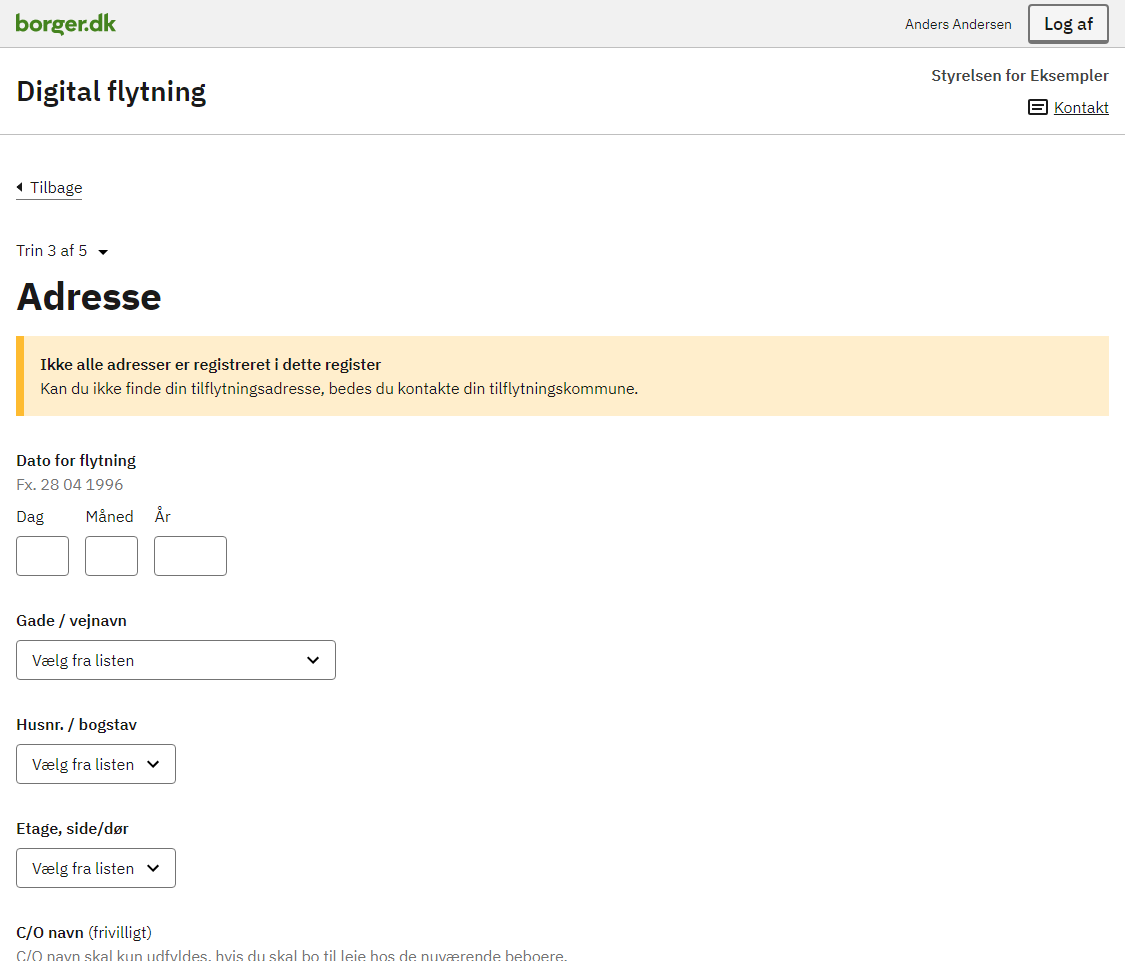 borger.dk
Anders Andersen
Log af
Digital flytning
Styrelsen for Eksempler
Kontakt
Tilbage
Trin 3 af 5
Adresse
Ikke alle adresser er registreret i dette register
Kan du ikke finde din tilflytningsadresse, bedes du kontakte din tilflytningskommune.
Dato for flytning
Fx. 28 04 1996
Dag Måned År
Gade / vejnavn
Vælg fra listen
Husnr. / bogstav
Vælg fra listen
Etage, side/dør
Vælg fra listen
C/O navn (frivilligt)
C/O navn skal kun udfyldes, hvis du skal bo til leje hos de nuværende beboere.